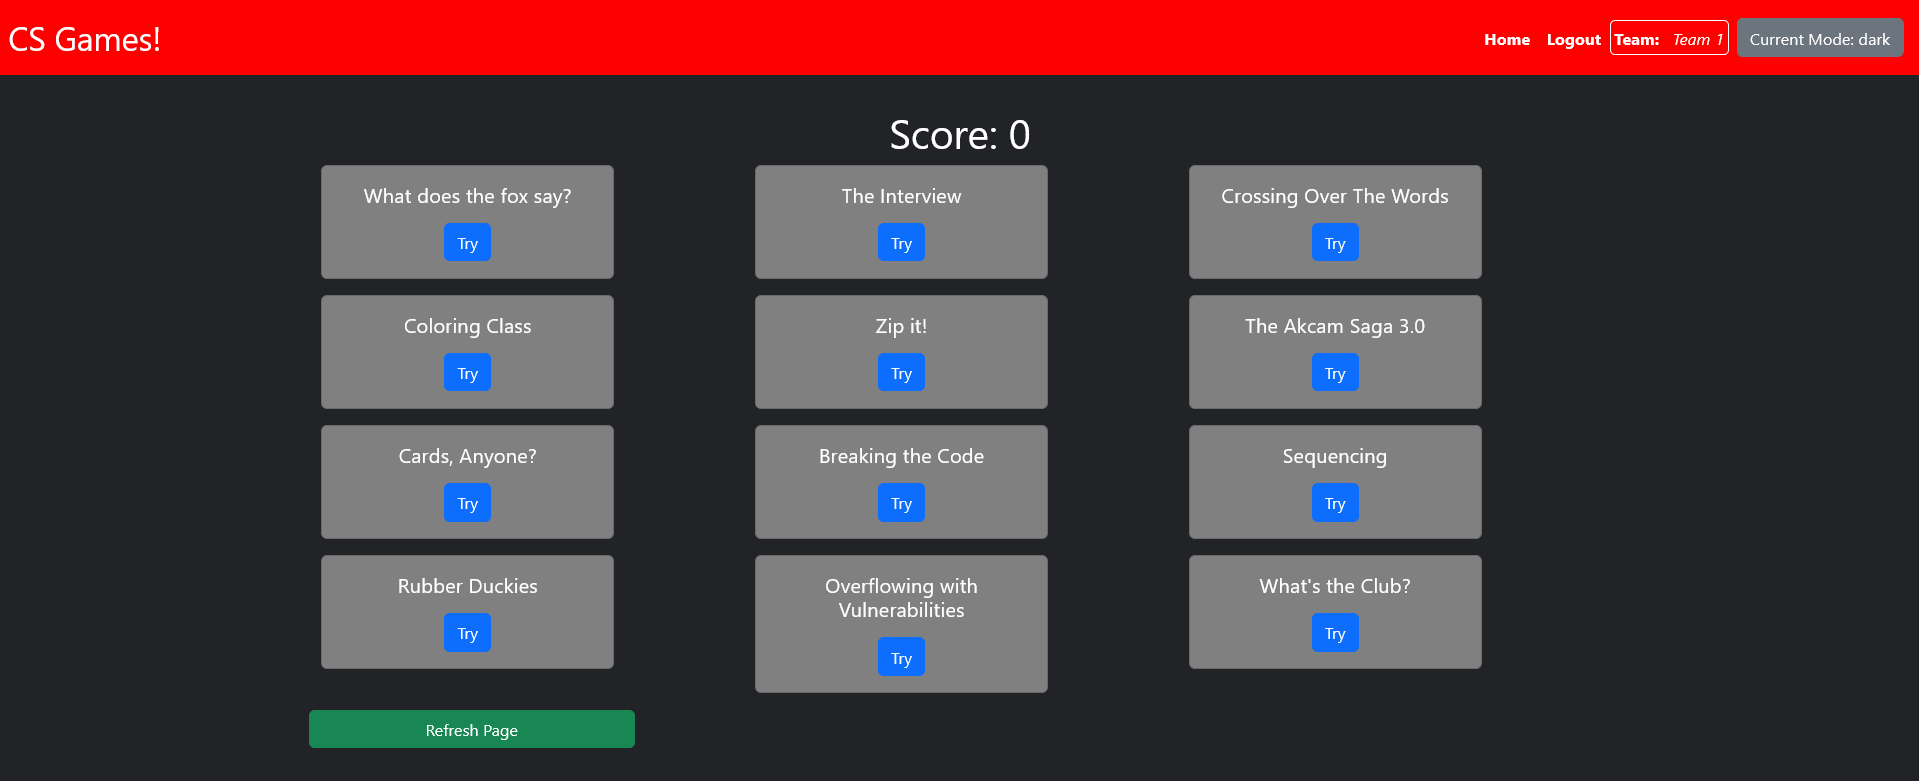 CS Games!
Home Logout Team: Team 1 Current Mode: dark
Score: 0
What does the fox say?
Try
The Interview
Try
Crossing Over The Words
Try
Coloring Class
Try
Zip it!
Try
The Akcam Saga 3.0
Try
Cards, Anyone?
Try
Breaking the Code
Try
Sequencing
Try
Rubber Duckies
Try
Overflowing with
Vulnerabilities
Try
What's the Club?
Try
Refresh Page